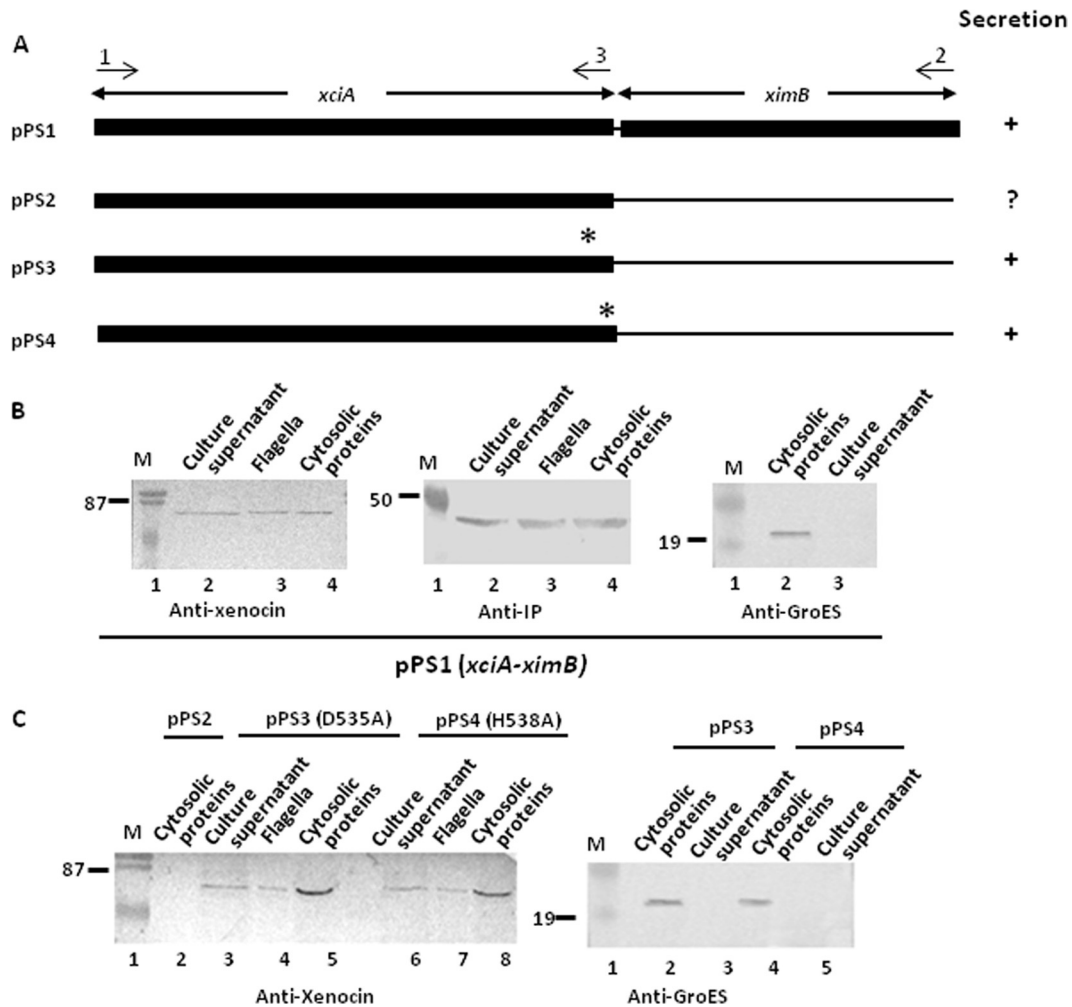 Secretion
A
1
3
2
xciA
ximB
pPS1
+
pPS2
?
*
pPS3
+
*
pPS4
+
B
M
Culture
supernatant
Flagella
Cytosolic
proteins
87
1
2
3
4
Anti-xenocin
M
Culture
supernatant
Flagella
Cytosolic
proteins
50
1
2
3
4
Anti-IP
M
Cytosolic
proteins
Culture
supernatant
19
1
2
3
Anti-GroES
pPS1 (xciA-ximB)
C
pPS2
pPS3 (D535A)
pPS4 (H538A)
M
Cytosolic
proteins
Culture
supernatant
Flagella
Cytosolic
proteins
Culture
supernatant
Flagella
Cytosolic
proteins
87
1
2
3
4
5
6
7
8
Anti-Xenocin
pPS3
pPS4
M
Cytosolic
proteins
Culture
supernatant
Cytosolic
proteins
Culture
supernatant
19
1
2
3
4
5
Anti-GroES